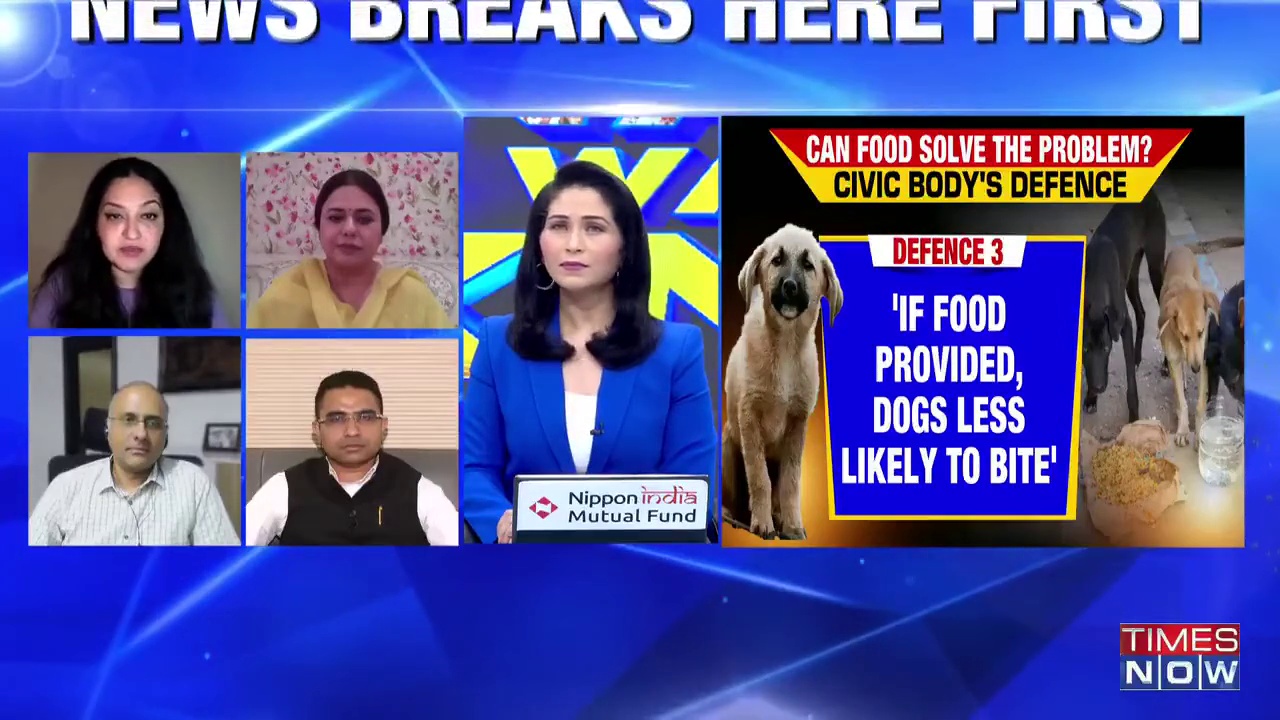 NEWS BREAKS HERE FIRST
CAN FOOD SOLVE THE PROBLEM?
CIVIC BODY'S DEFENCE
DEFENCE 3
'IF FOOD
PROVIDED,
DOGS LESS
LIKELY TO BITE'
Nippon india
Mutual Fund
TIMES
NOW